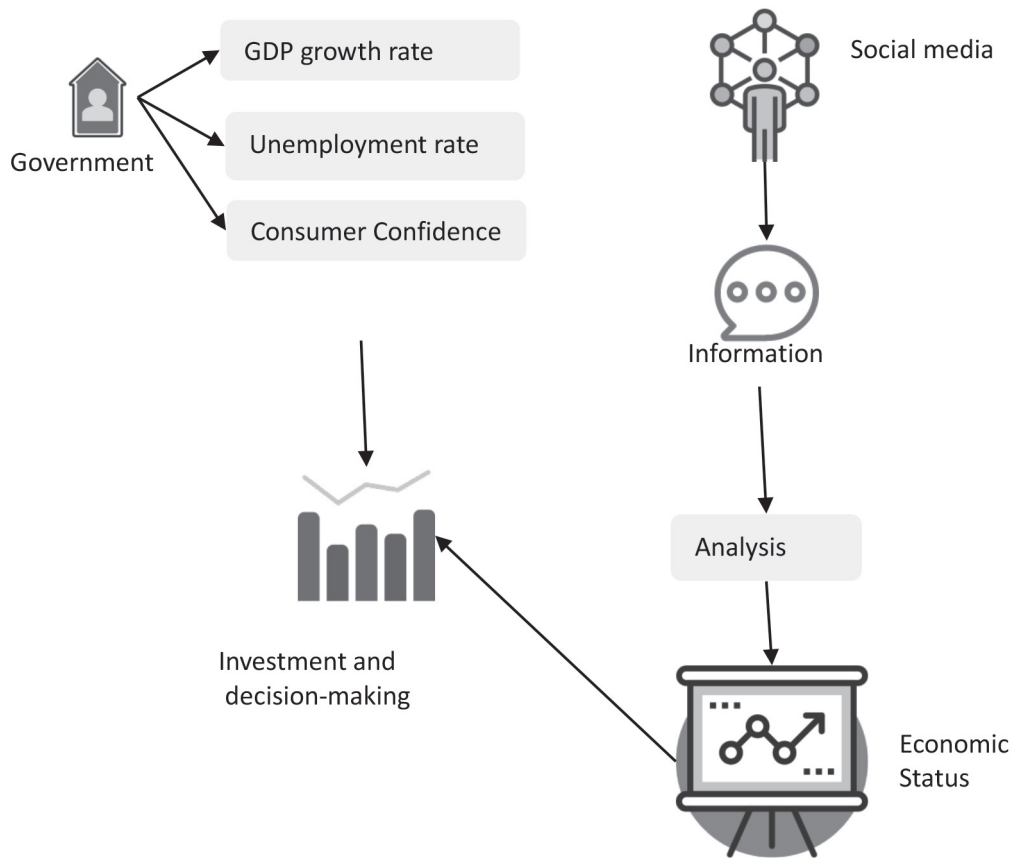 GDP growth rate
Government
Unemployment rate
Consumer Confidence
Social media
Information
Analysis
Investment and
decision-making
Economic
Status